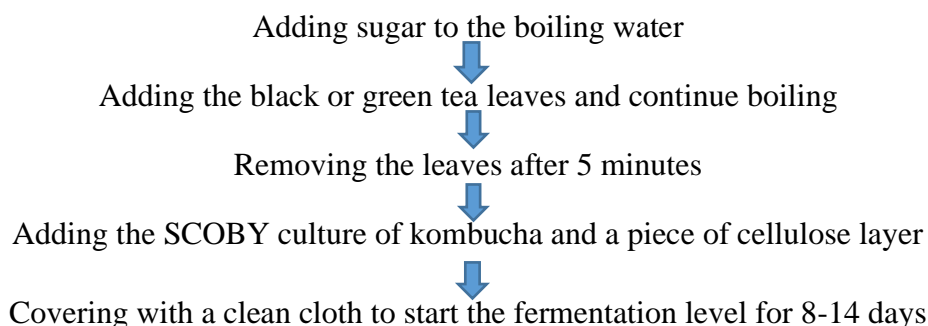 Adding sugar to the boiling water
Adding the black or green tea leaves and continue boiling
Removing the leaves after 5 minutes
Adding the SCOBY culture of kombucha and a piece of cellulose layer
Covering with a clean cloth to start the fermentation level for 8-14 days